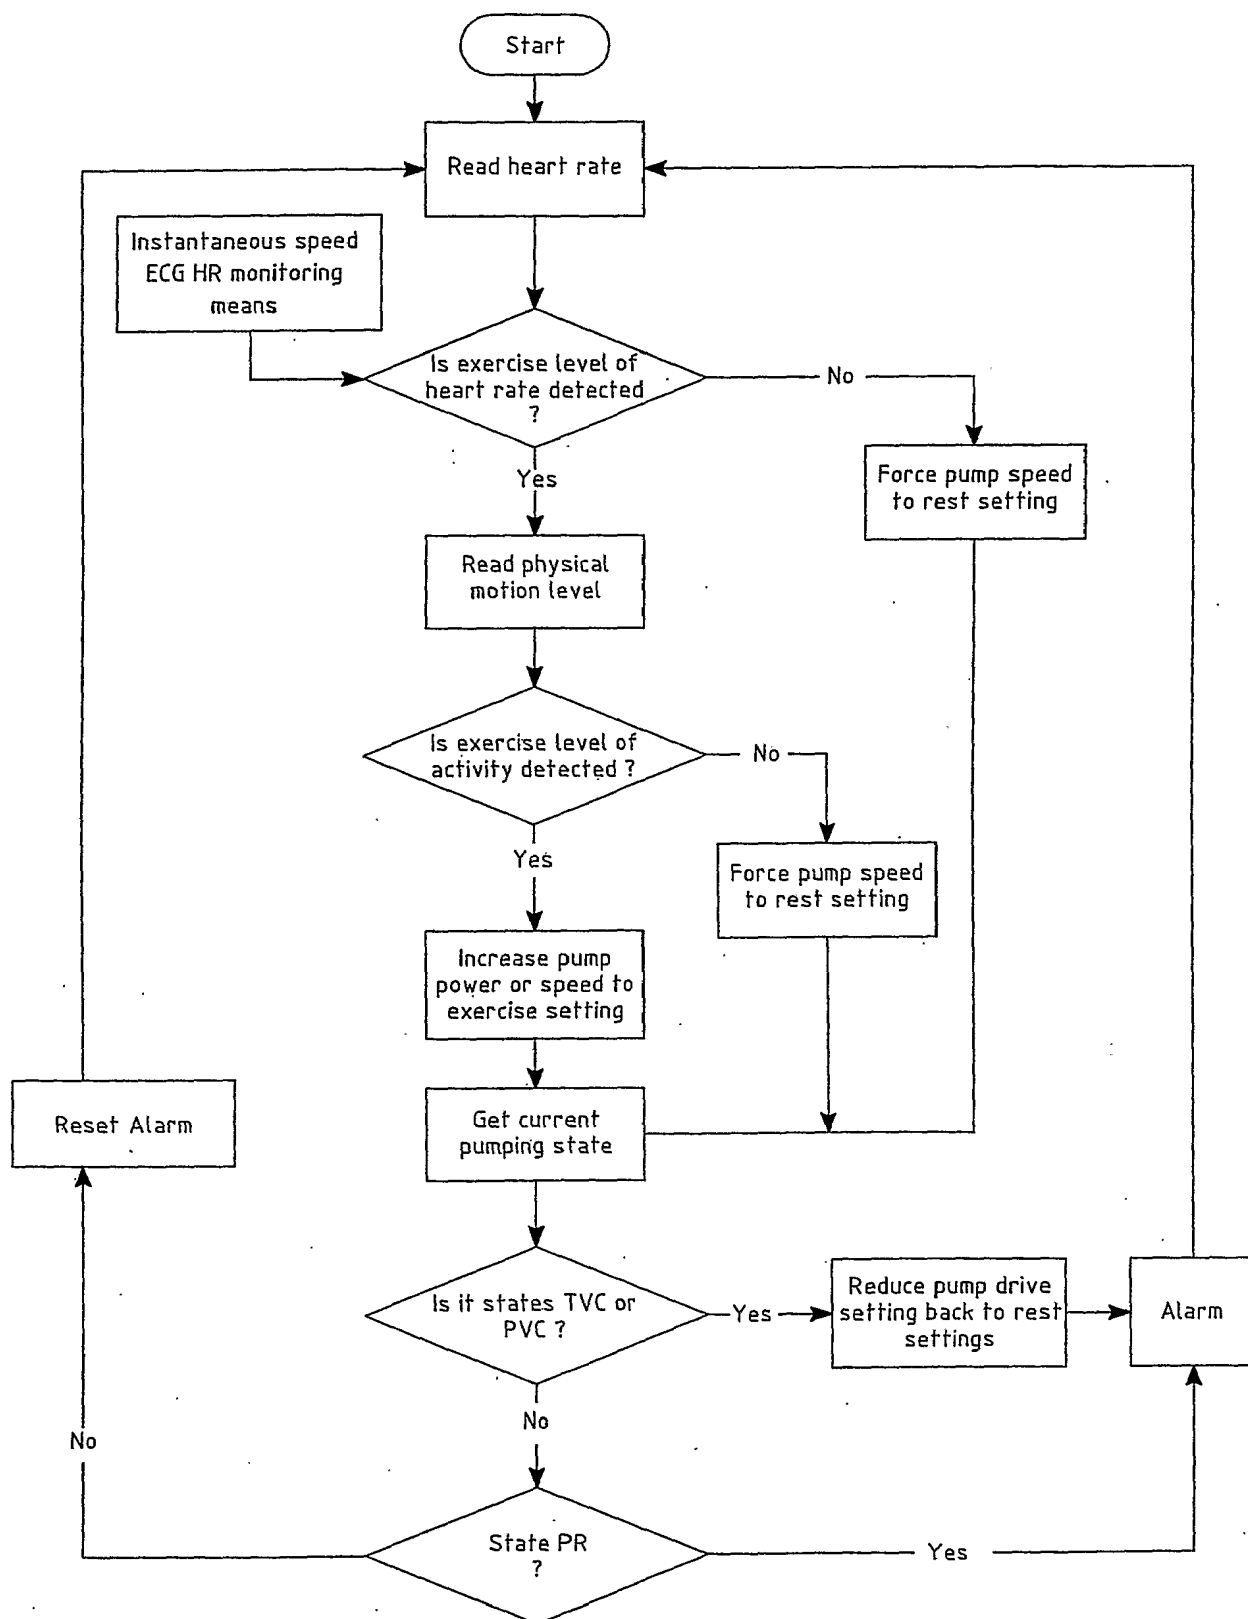 Start
Read heart rate
Instantaneous speed
ECG HR monitoring
means
Is exercise level of
heart rate detected
?
No
Yes
Force pump speed
to rest setting
Read physical
motion level
Is exercise level of
activity detected ?
No
Yes
Force pump speed
to rest setting
Increase pump
power or speed to
exercise setting
Get current
pumping state
Reset Alarm
Is it states TVC or
PVC ?
Yes
Reduce pump drive
setting back to rest
settings
Alarm
No
No
State PR
?
Yes